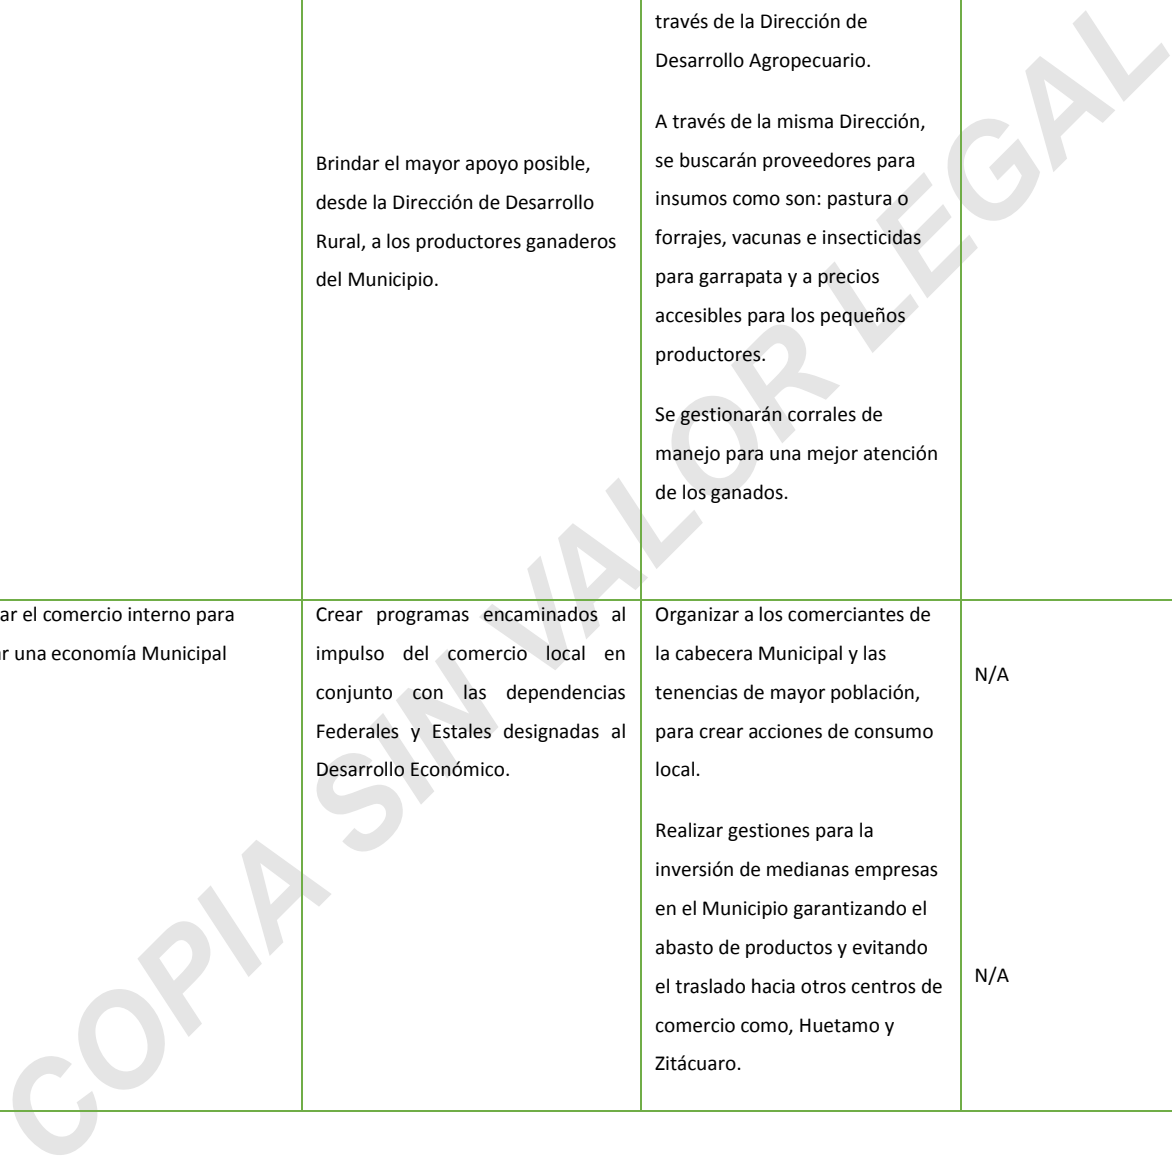 través de la Dirección de
Desarrollo Agropecuario.
A través de la misma Dirección,
se buscarán proveedores para
insumos como son: pastura o
forrajes, vacunas e insecticidas
para garrapata y a precios
accesibles para los pequeños
productores.
Se gestionarán corrales de
manejo para una mejor atención
de los ganados.
Brindar el mayor apoyo posible,
desde la Dirección de Desarrollo
Rural, a los productores ganaderos
del Municipio.
ar el comercio interno para
ar una economía Municipal
Crear programas encaminados al
impulso del comercio local en
conjunto con las dependencias
Federales y Estales designadas al
Desarrollo Económico.
Organizar a los comerciantes de
la cabecera Municipal y las
tenencias de mayor población,
para crear acciones de consumo
local.
Realizar gestiones para la
inversión de medianas empresas
en el Municipio garantizando el
abasto de productos y evitando
el traslado hacia otros centros de
comercio como, Huetamo y
Zitácuaro.
N/A
N/A
COPIA SIN VALOR LEGAL